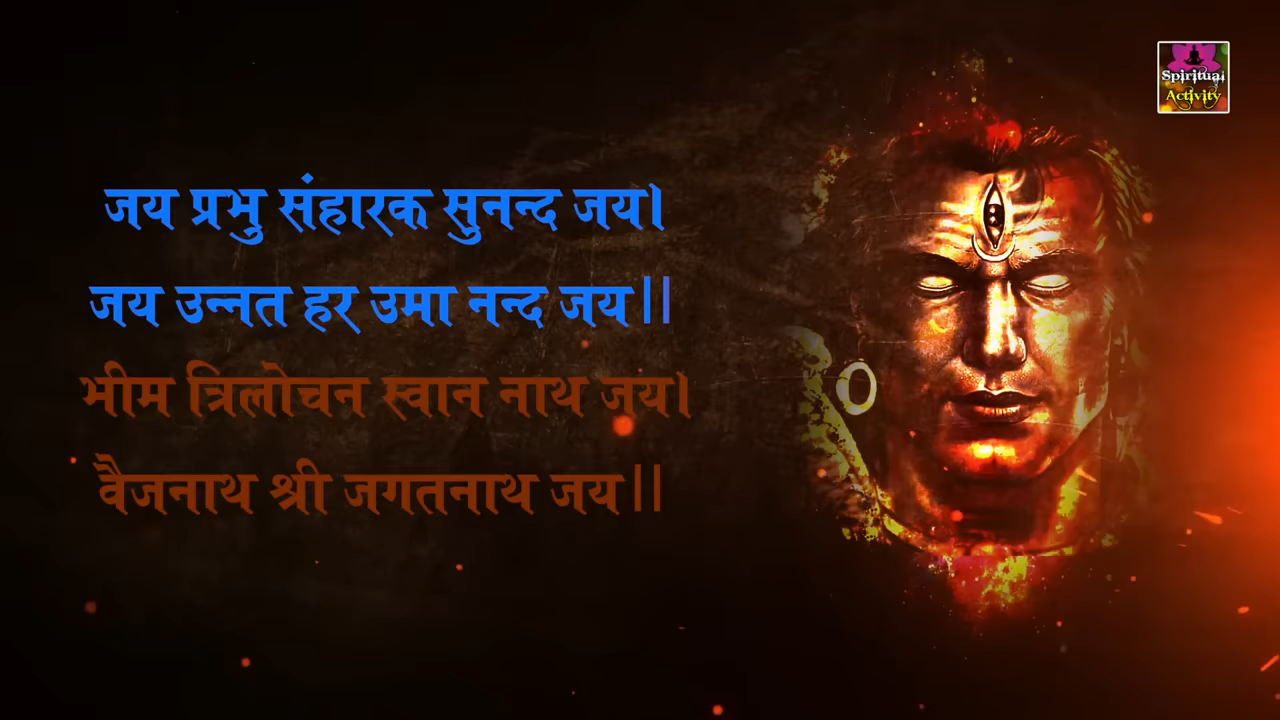 जय प्रभु संहारक सुनन्द जय।
जय उन्नत हर उमा नन्द जय||
भीम त्रिलोचन स्वान नाथ जय।
वैजनाथ श्री जगतनाथ जय||
Spiritual
Activity